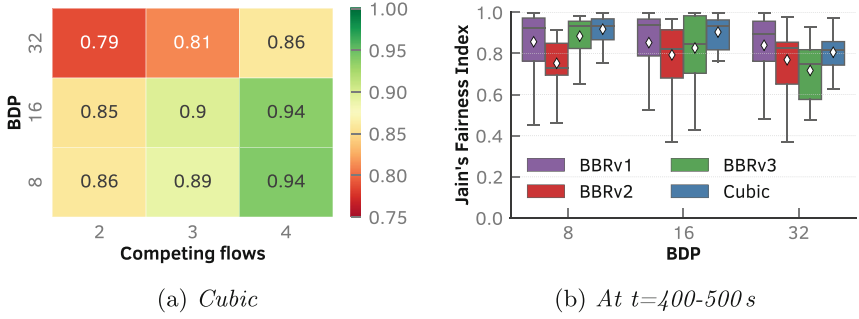 32 0.79 0.81 0.86
16 0.85 0.9 0.94
8 0.86 0.89 0.94
BDP
2 3 4
Competing flows
1.00
0.95
0.90
0.85
0.80
0.75
(a) Cubic
Jain's Fairness Index
1.0
0.8
0.6
0.4
0.2
0.0
BBRv1 BBRv3
BBRv2 Cubic
8 16 32
BDP
(b) At t=400-500 s